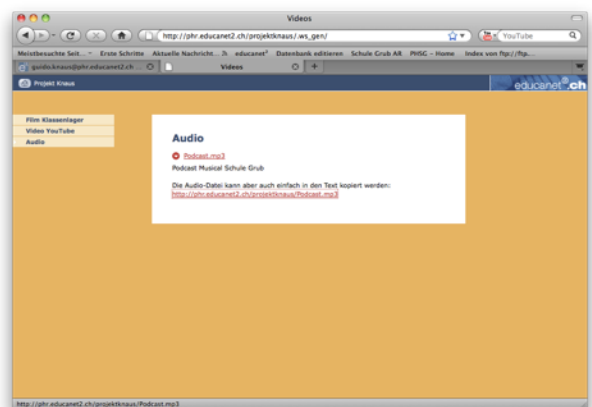 Videos
http://phr.educanet2.ch/projektknaus/.ws_gen/
YouTube
Meistbesuchte Seit... Erste Schritte Aktuelle Nachricht... educanet² Datenbank editieren Schule Grub AR PHSG – Home Index von ftp://ftp...
guido.knaus@phr.educanet2.ch ... Videos
Projekt Knaus
educanet².ch
Film Klassenlager
Video YouTube
Audio
Audio
Podcast.mp3
Podcast Musical Schule Grub
Die Audio-Datei kann aber auch einfach in den Text kopiert werden:
http://phr.educanet2.ch/projektknaus/Podcast.mp3
http://phr.educanet2.ch/projektknaus/Podcast.mp3